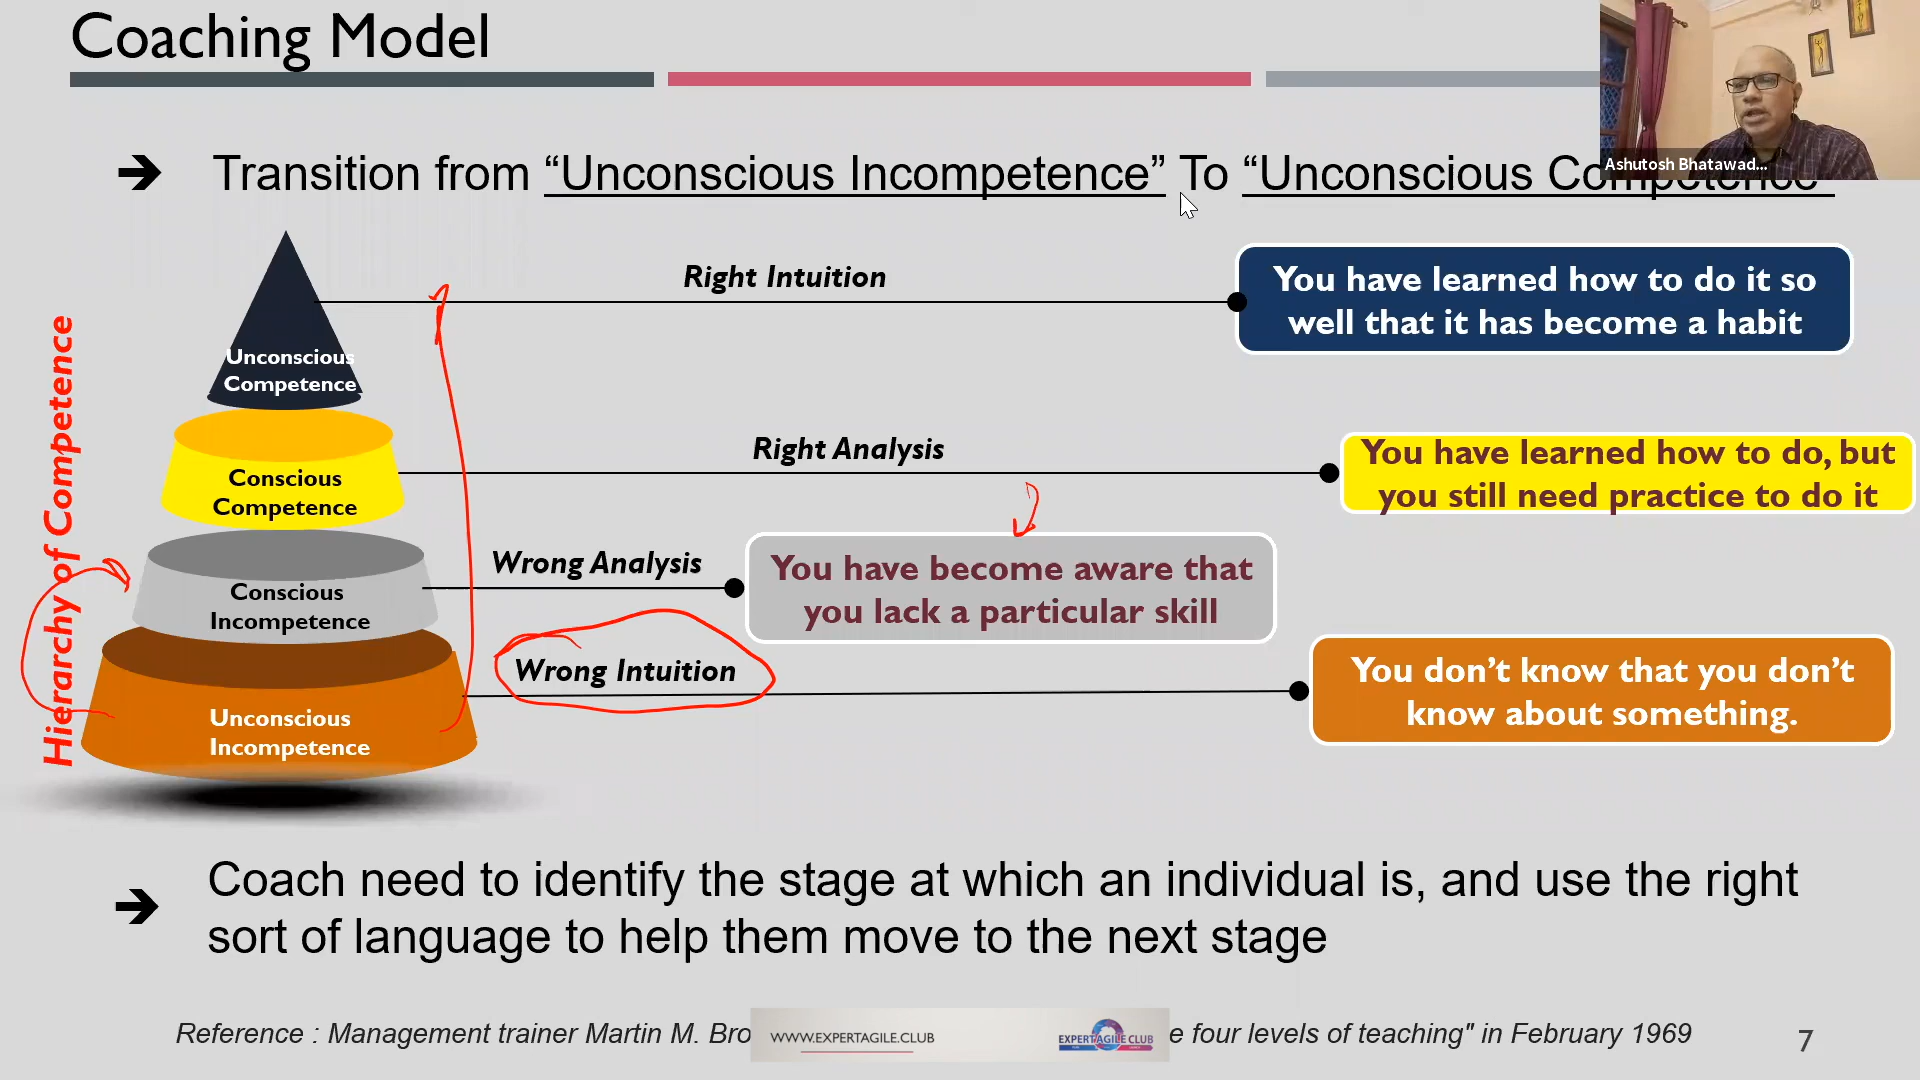 Coaching Model
Ashutosh Bhatawad...
➔ Transition from “Unconscious Incompetence” To “Unconscious Competence”
Right Intuition
You have learned how to do it so
well that it has become a habit
Unconscious
Competence
Hierarchy of Competence
Right Analysis
You have learned how to do, but
you still need practice to do it
Conscious
Competence
Wrong Analysis
You have become aware that
you lack a particular skill
Conscious
Incompetence
Wrong Intuition
You don’t know that you don’t
know about something.
Unconscious
Incompetence
➔ Coach need to identify the stage at which an individual is, and use the right
sort of language to help them move to the next stage
Reference : Management trainer Martin M. Bro
WWW.EXPERTAGILE.CLUB
EXPERTAGILE CLUB
e four levels of teaching" in February 1969
7